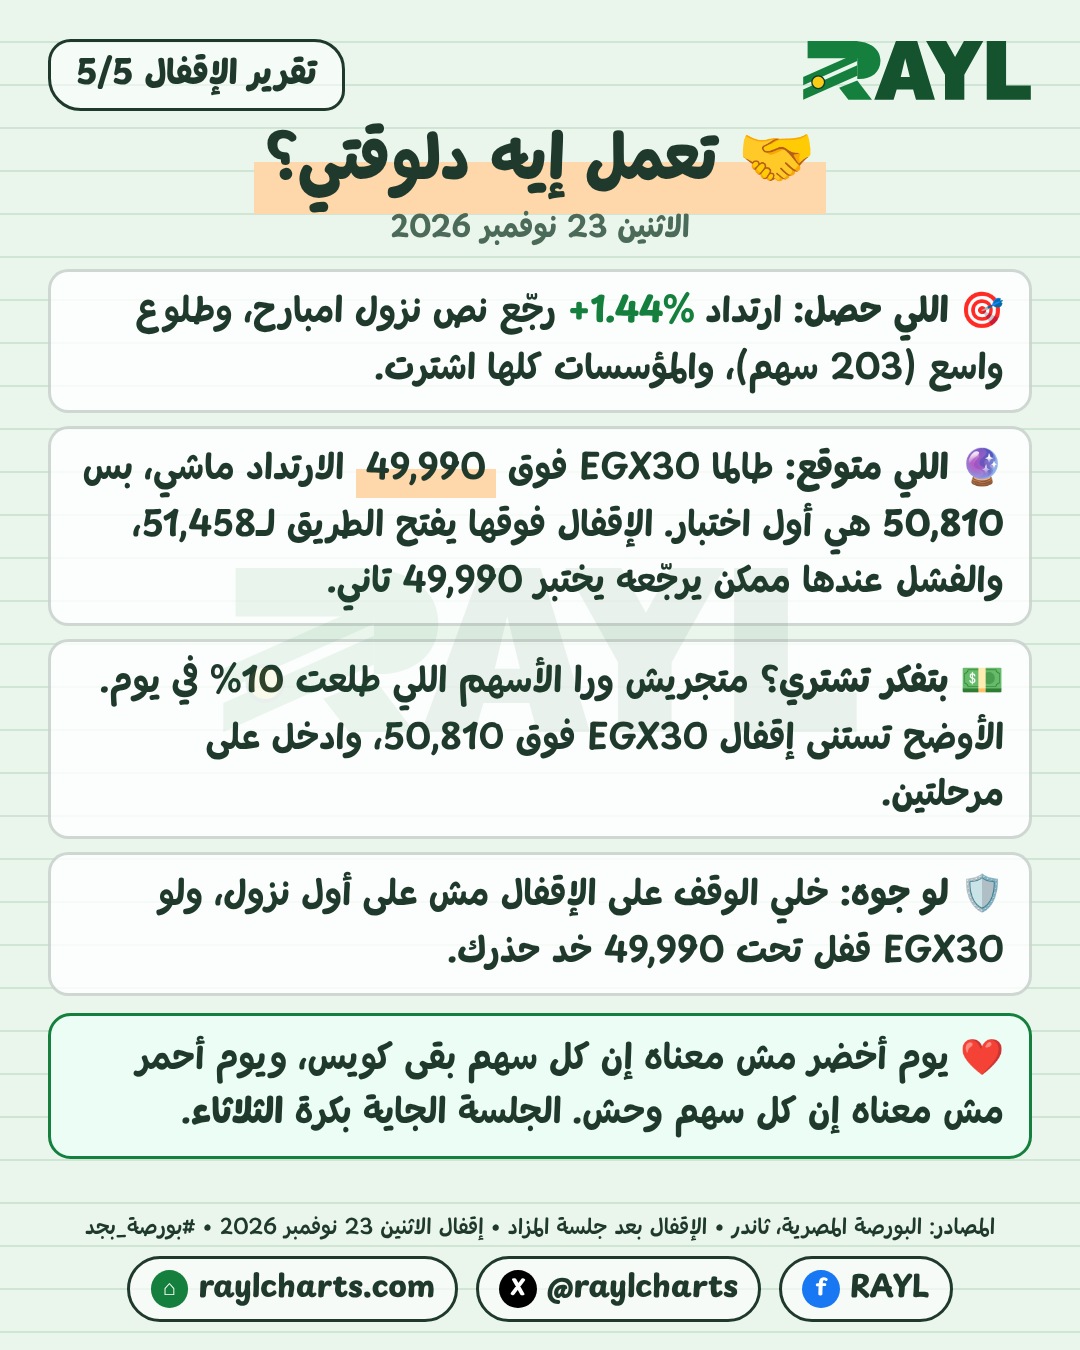 RAYL
تقرير الإقفال 5/5
🤝 تعمل إيه دلوقتي؟
الاثنين 23 نوفمبر 2026
🎯 اللي حصل: ارتداد 1.44%+ رجّع نص نزول امبارح، وطلوع
واسع (203 سهم)، والمؤسسات كلها اشترت.
🔮 اللي متوقع: طالما EGX30 فوق 49,990 الارتداد ماشي، بس
50,810 هي أول اختبار. الإقفال فوقها يفتح الطريق لـ51,458،
والفشل عندها ممكن يرجّعه يختبر 49,990 تاني.
💵 بتفكر تشتري؟ متجريش ورا الأسهم اللي طلعت 10% في يوم.
الأوضح تستنى إقفال EGX30 فوق 50,810، وادخل على
مرحلتين.
🛡️ لو جوة: خلي الوقف على الإقفال مش على أول نزول، ولو
EGX30 قفل تحت 49,990 خد حذرك.
❤️ يوم أخضر مش معناه إن كل سهم بقى كويس، ويوم أحمر
مش معناه إن كل سهم وحش. الجلسة الجاية بكرة الثلاثاء.
RAYL
المصادر: البورصة المصرية، ثاندر • الإقفال بعد جلسة المزاد • إقفال الاثنين 23 نوفمبر 2026 • #بورصة_بجد
raylcharts.com
X @raylcharts
f RAYL